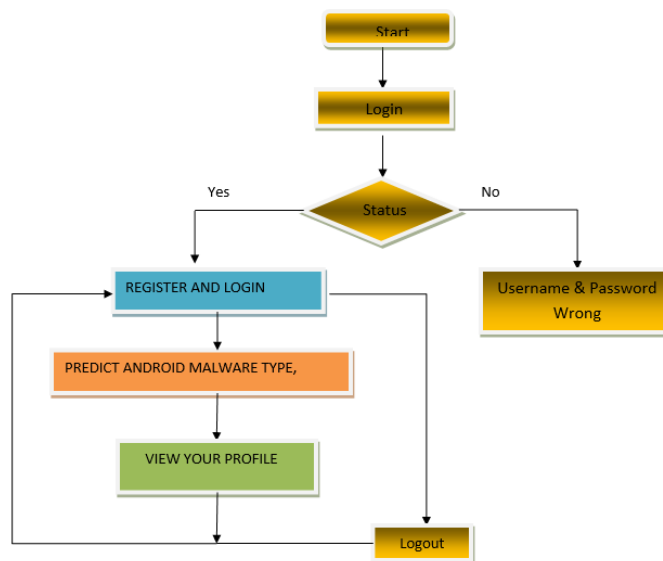 Start
Login
Status
Yes
No
REGISTER AND LOGIN
Username & Password
Wrong
PREDICT ANDROID MALWARE TYPE,
VIEW YOUR PROFILE
Logout